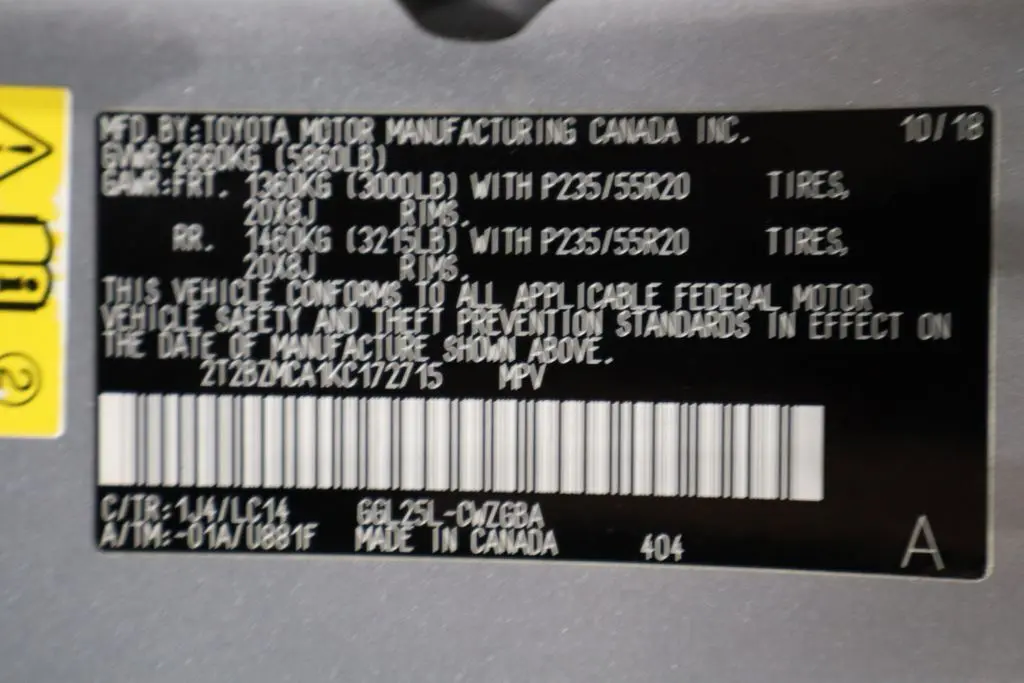 MFD.BY:TOYOTA MOTOR MANUFACTURING CANADA INC. 10/18
GVWR:2660KG (5860LB)
GAWR:FRT. 1360KG (3000LB) WITH P235/55R20 TIRES,
20X8J RIMS.
RR. 1460KG (3215LB) WITH P235/55R20 TIRES,
20X8J RIMS.
THIS VEHICLE CONFORMS TO ALL APPLICABLE FEDERAL MOTOR
VEHICLE SAFETY AND THEFT PREVENTION STANDARDS IN EFFECT ON
THE DATE OF MANUFACTURE SHOWN ABOVE.
2T2BZMCA1KC172715 MPV
C/TR:1J4/LC14 GGL25L-CWZGBA
A/TM:-01A/U881F MADE IN CANADA 404 A
2